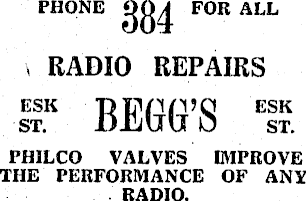 PHONE 384 FOR ALL
RADIO REPAIRS
ESK ST. BEGG'S ESK ST.
PHILCO VALVES IMPROVE
THE PERFORMANCE OF ANY
RADIO.